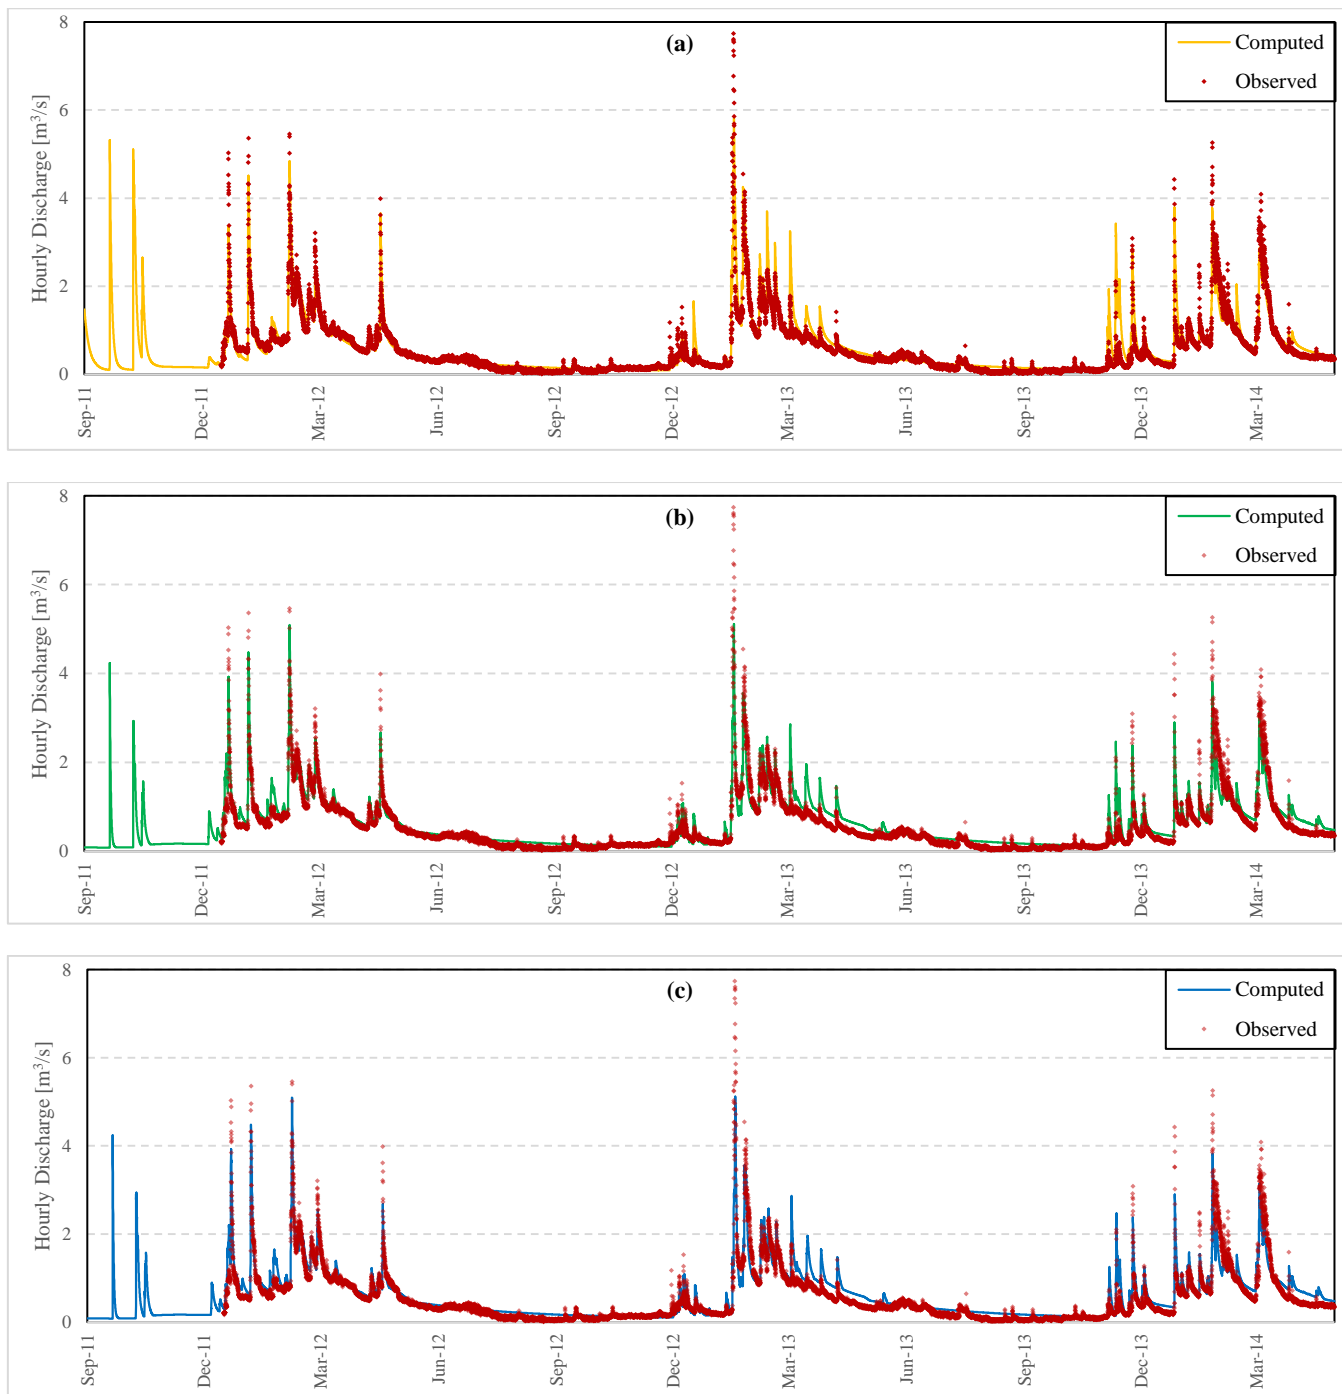 (a)
Computed
Observed
Hourly Discharge [m³/s]
8
6
4
2
0
Sep-11
Dec-11
Mar-12
Jun-12
Sep-12
Dec-12
Mar-13
Jun-13
Sep-13
Dec-13
Mar-14
(b)
Computed
Observed
Hourly Discharge [m³/s]
8
6
4
2
0
Sep-11
Dec-11
Mar-12
Jun-12
Sep-12
Dec-12
Mar-13
Jun-13
Sep-13
Dec-13
Mar-14
(c)
Computed
Observed
Hourly Discharge [m³/s]
8
6
4
2
0
Sep-11
Dec-11
Mar-12
Jun-12
Sep-12
Dec-12
Mar-13
Jun-13
Sep-13
Dec-13
Mar-14